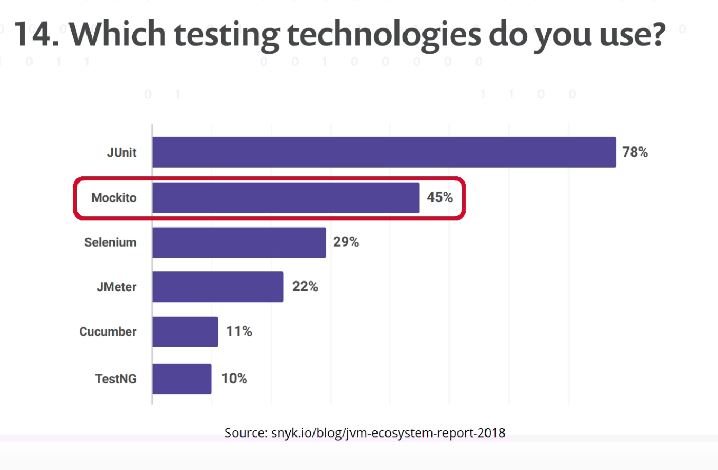 14. Which testing technologies do you use?
JUnit 78%
Mockito 45%
Selenium 29%
JMeter 22%
Cucumber 11%
TestNG 10%
Source: snyk.io/blog/jvm-ecosystem-report-2018